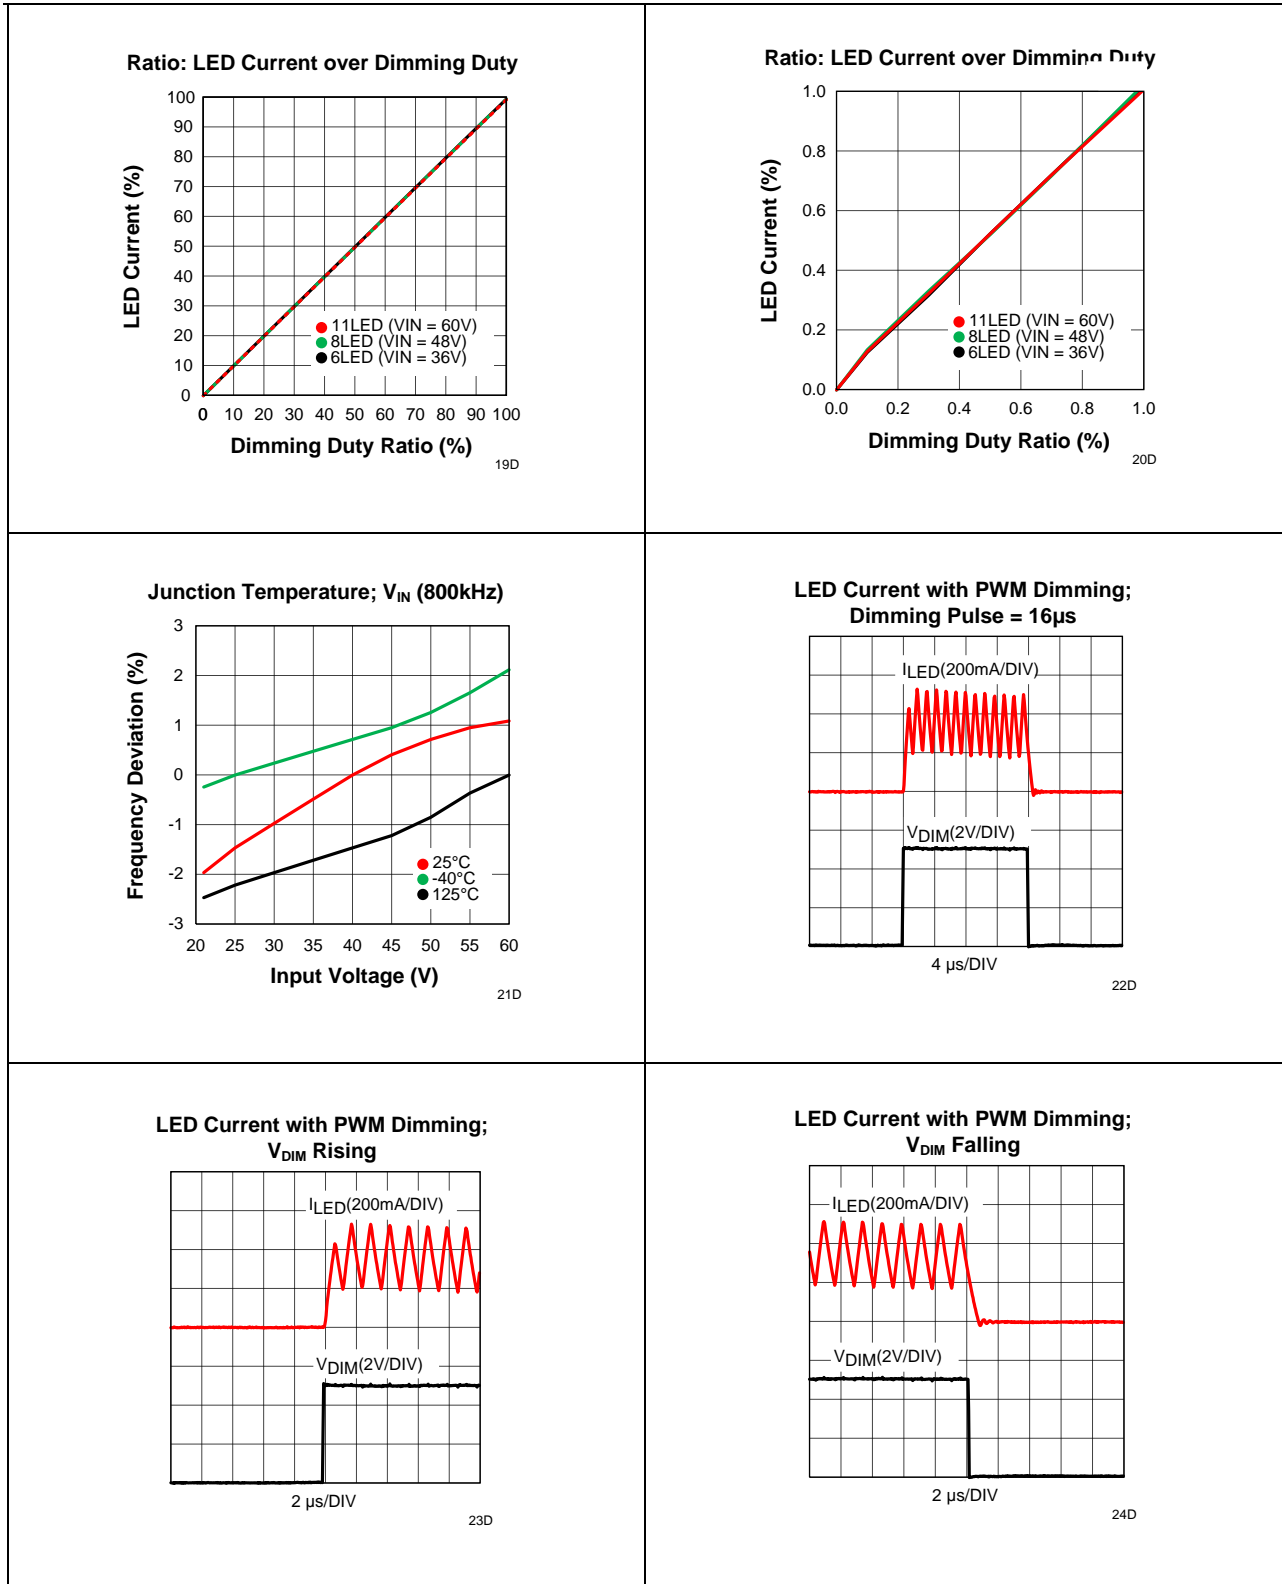 Ratio: LED Current over Dimming Duty
100
90
80
70
60
50
40
30
20
10
0
LED Current (%)
11LED (VIN = 60V)
8LED (VIN = 48V)
6LED (VIN = 36V)
0 10 20 30 40 50 60 70 80 90 100
Dimming Duty Ratio (%)
19D
Ratio: LED Current over Dimming Duty
1.0
0.8
0.6
0.4
0.2
0.0
LED Current (%)
11LED (VIN = 60V)
8LED (VIN = 48V)
6LED (VIN = 36V)
0.0 0.2 0.4 0.6 0.8 1.0
Dimming Duty Ratio (%)
20D
Junction Temperature; VIN (800kHz)
3
2
1
0
-1
-2
-3
Frequency Deviation (%)
25°C
-40°C
125°C
20 25 30 35 40 45 50 55 60
Input Voltage (V)
21D
LED Current with PWM Dimming;
Dimming Pulse = 16µs
ILED(200mA/DIV)
VDIM(2V/DIV)
4 µs/DIV
22D
LED Current with PWM Dimming;
VDIM Rising
ILED(200mA/DIV)
VDIM(2V/DIV)
2 µs/DIV
23D
LED Current with PWM Dimming;
VDIM Falling
ILED(200mA/DIV)
VDIM(2V/DIV)
2 µs/DIV
24D